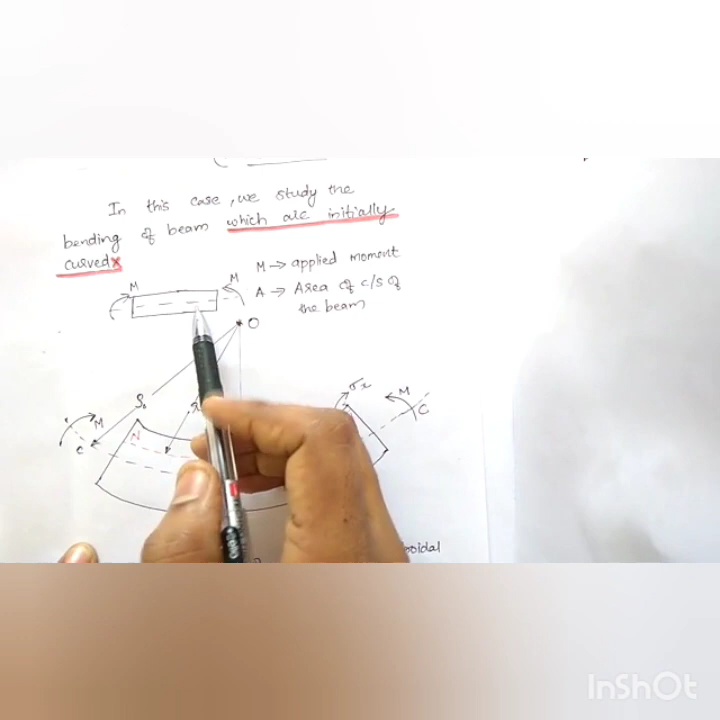 In this case, we study the
bending of beam which are initially
curved
M → applied moment
A → Area of c/s of
the beam
M
M
O
M
C
N
σx
M
C
InShOt